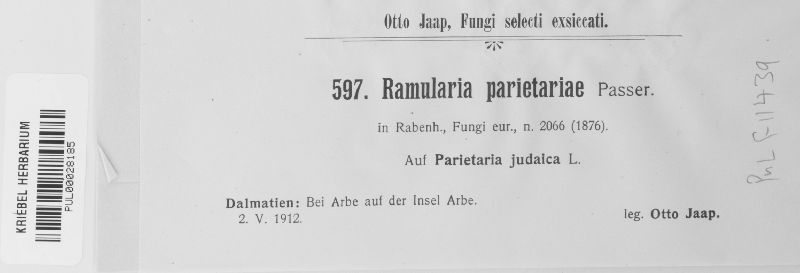 Otto Jaap, Fungi selecti exsiccati.
597. Ramularia parietariae Passer.
in Rabenh., Fungi eur., n. 2066 (1876).
Auf Parietaria judaica L.
Dalmatien: Bei Arbe auf der Insel Arbe.
2. V. 1912.
leg. Otto Jaap.
KRIEBEL HERBARIUM
PUL00028185
PUL F11439